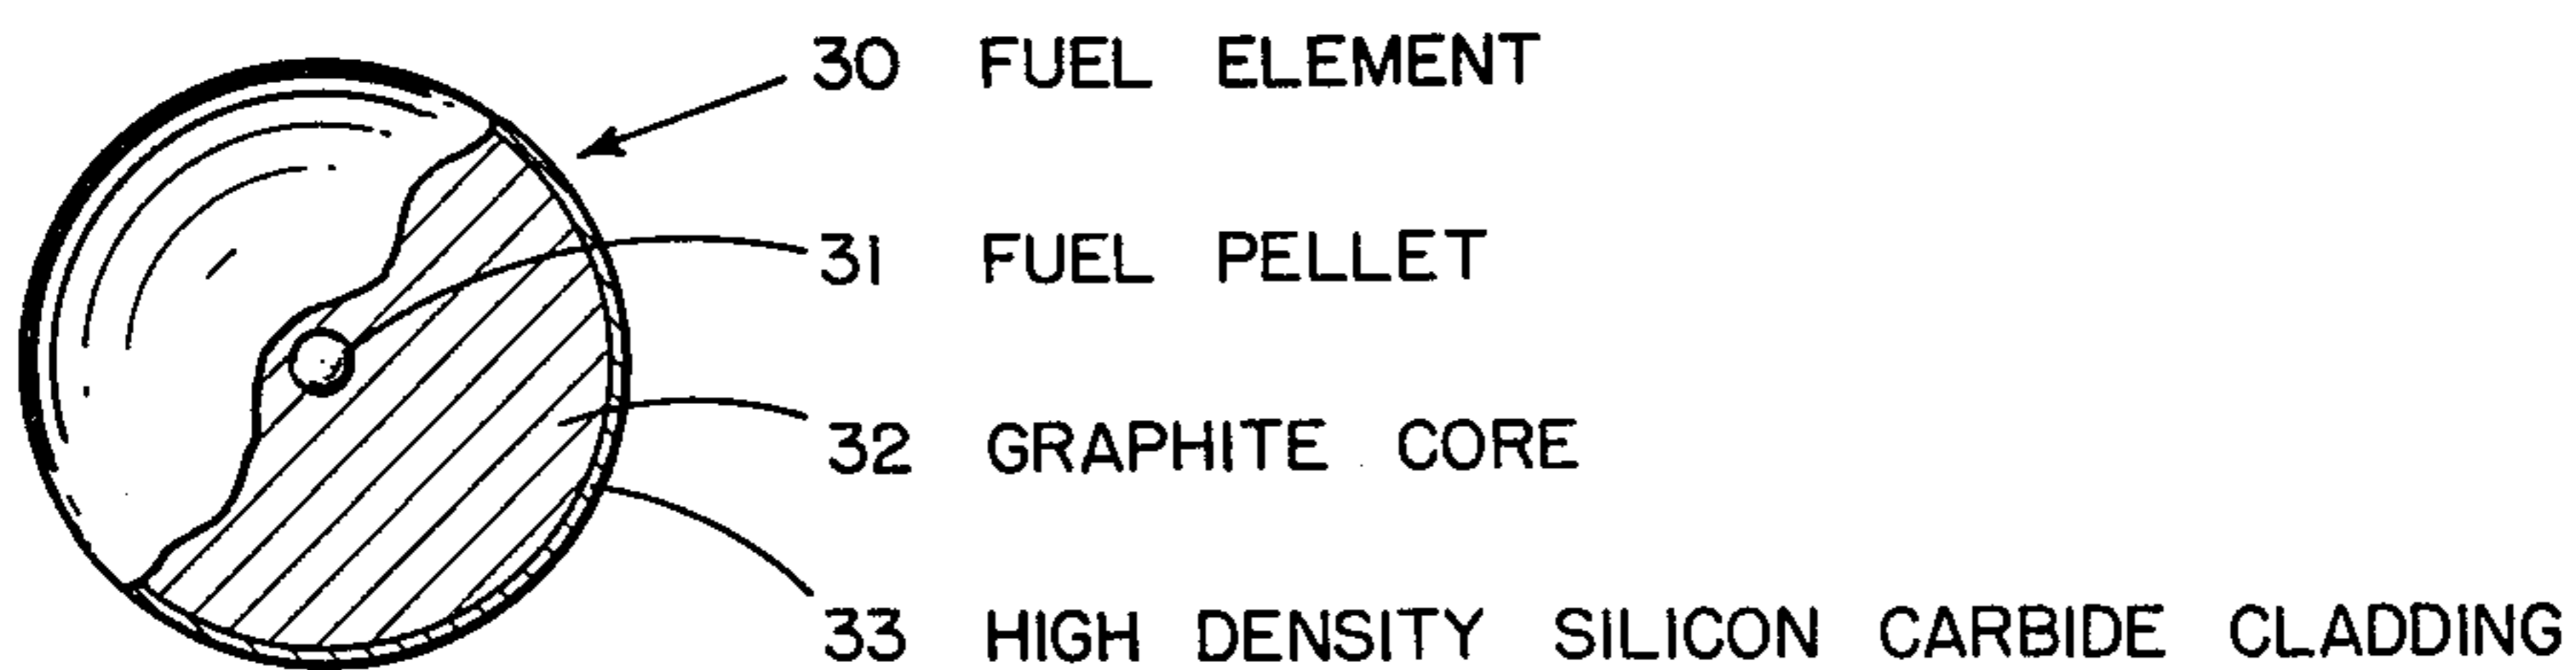 30 FUEL ELEMENT
31 FUEL PELLET
32 GRAPHITE CORE
33 HIGH DENSITY SILICON CARBIDE CLADDING